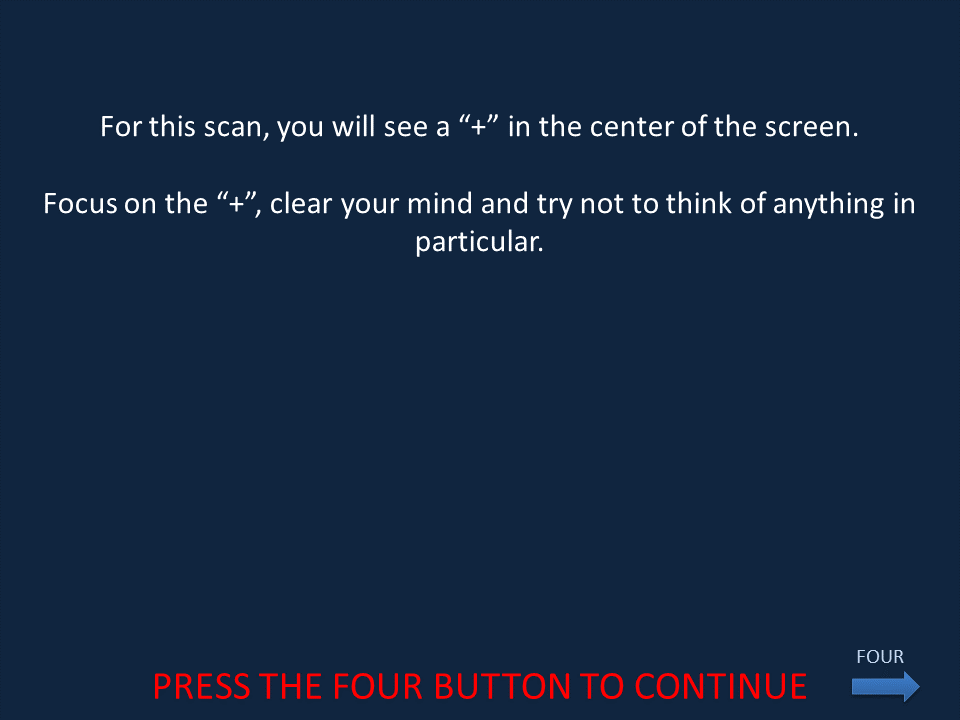 For this scan, you will see a “+” in the center of the screen.
Focus on the “+”, clear your mind and try not to think of anything in
particular.
FOUR
PRESS THE FOUR BUTTON TO CONTINUE